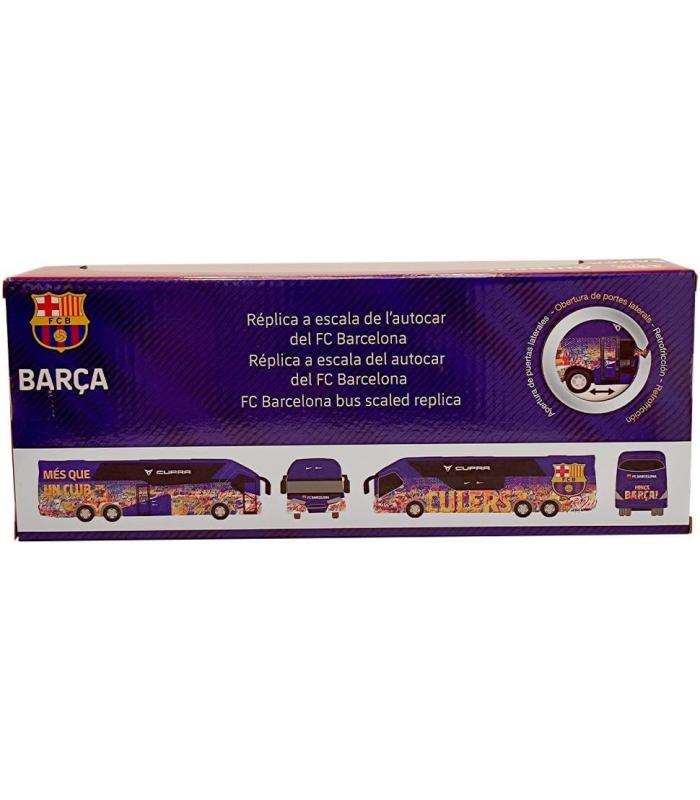 FCB
BARÇA
Réplica a escala de l'autocar
del FC Barcelona
Réplica a escala del autocar
del FC Barcelona
FC Barcelona bus scaled replica
Apertura de puertas laterales - Obertura de portes laterals - Retrofricción - Retrofricción
MÉS QUE
UN CLUB
CUPRA
FC BARCELONA
CUPRA
CULERS
FCB
FC BARCELONA
FORÇA
BARÇA!